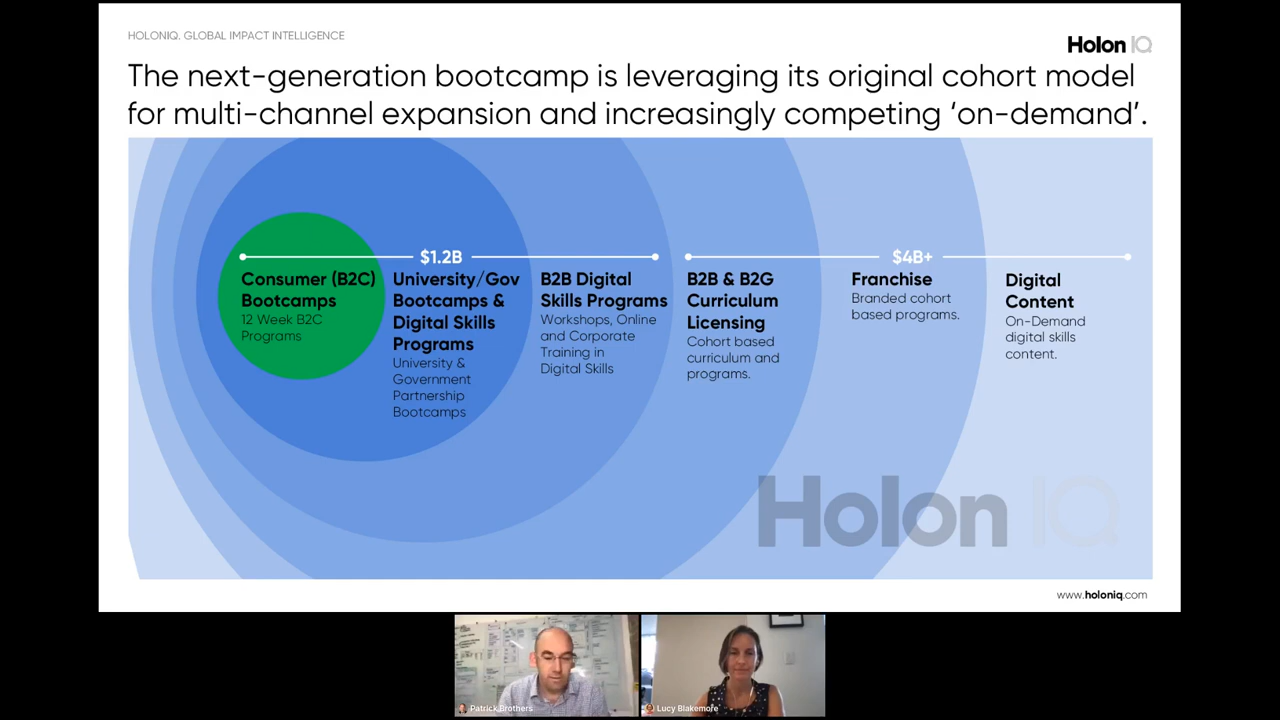 HOLONIQ. GLOBAL IMPACT INTELLIGENCE
Holon IQ
The next-generation bootcamp is leveraging its original cohort model
for multi-channel expansion and increasingly competing ‘on-demand’.
$1.2B
$4B+
Consumer (B2C)
Bootcamps
12 Week B2C
Programs
University/Gov
Bootcamps &
Digital Skills
Programs
University &
Government
Partnership
Bootcamps
B2B Digital
Skills Programs
Workshops, Online
and Corporate
Training in
Digital Skills
B2B & B2G
Curriculum
Licensing
Cohort based
curriculum and
programs.
Franchise
Branded cohort
based programs.
Digital
Content
On-Demand
digital skills
content.
Holon IQ
www.holoniq.com
Patrick Brothers
Lucy Blakemore